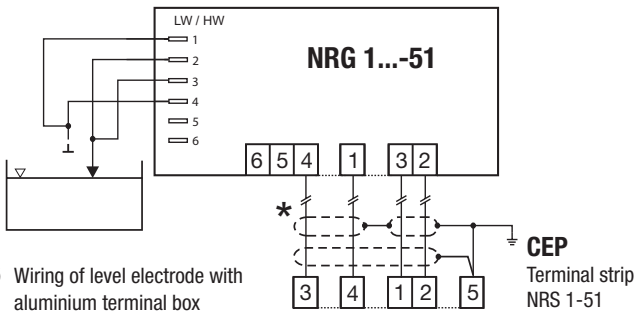 LW / HW
1
2
3
4
5
6
NRG 1...-51
6 5 4 1 3 2
*
CEP
Terminal strip
NRS 1-51
3 4 1 2 5
Wiring of level electrode with
aluminium terminal box